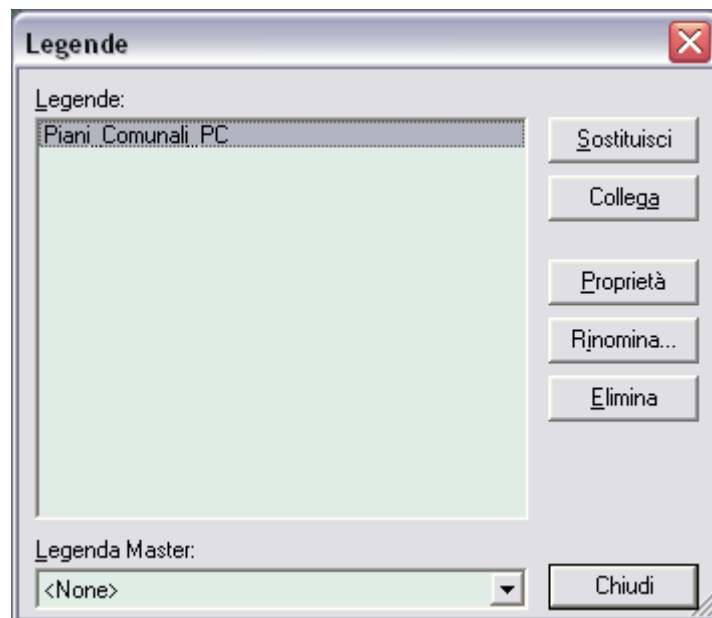 Legende
Legende:
Piani_Comunali_PC
Sostituisci
Collega
Proprietà
Rinomina...
Elimina
Legenda Master:
<None>
Chiudi